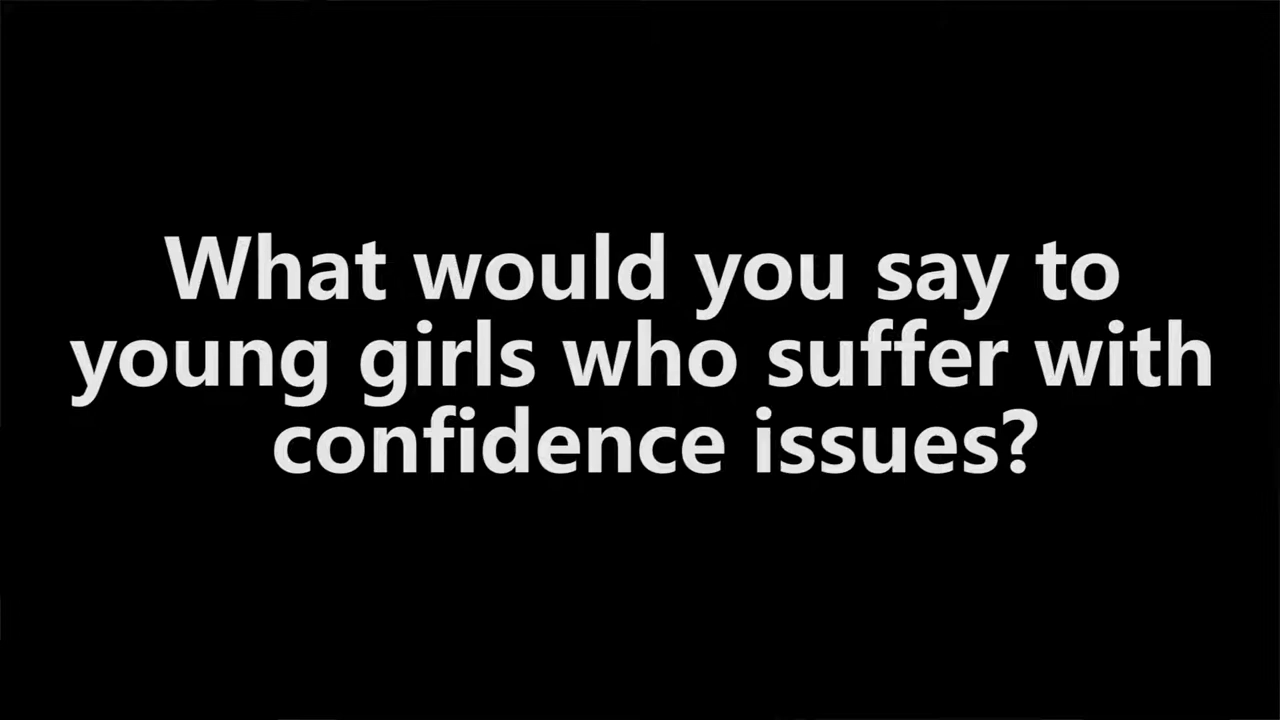 What would you say to
young girls who suffer with
confidence issues?